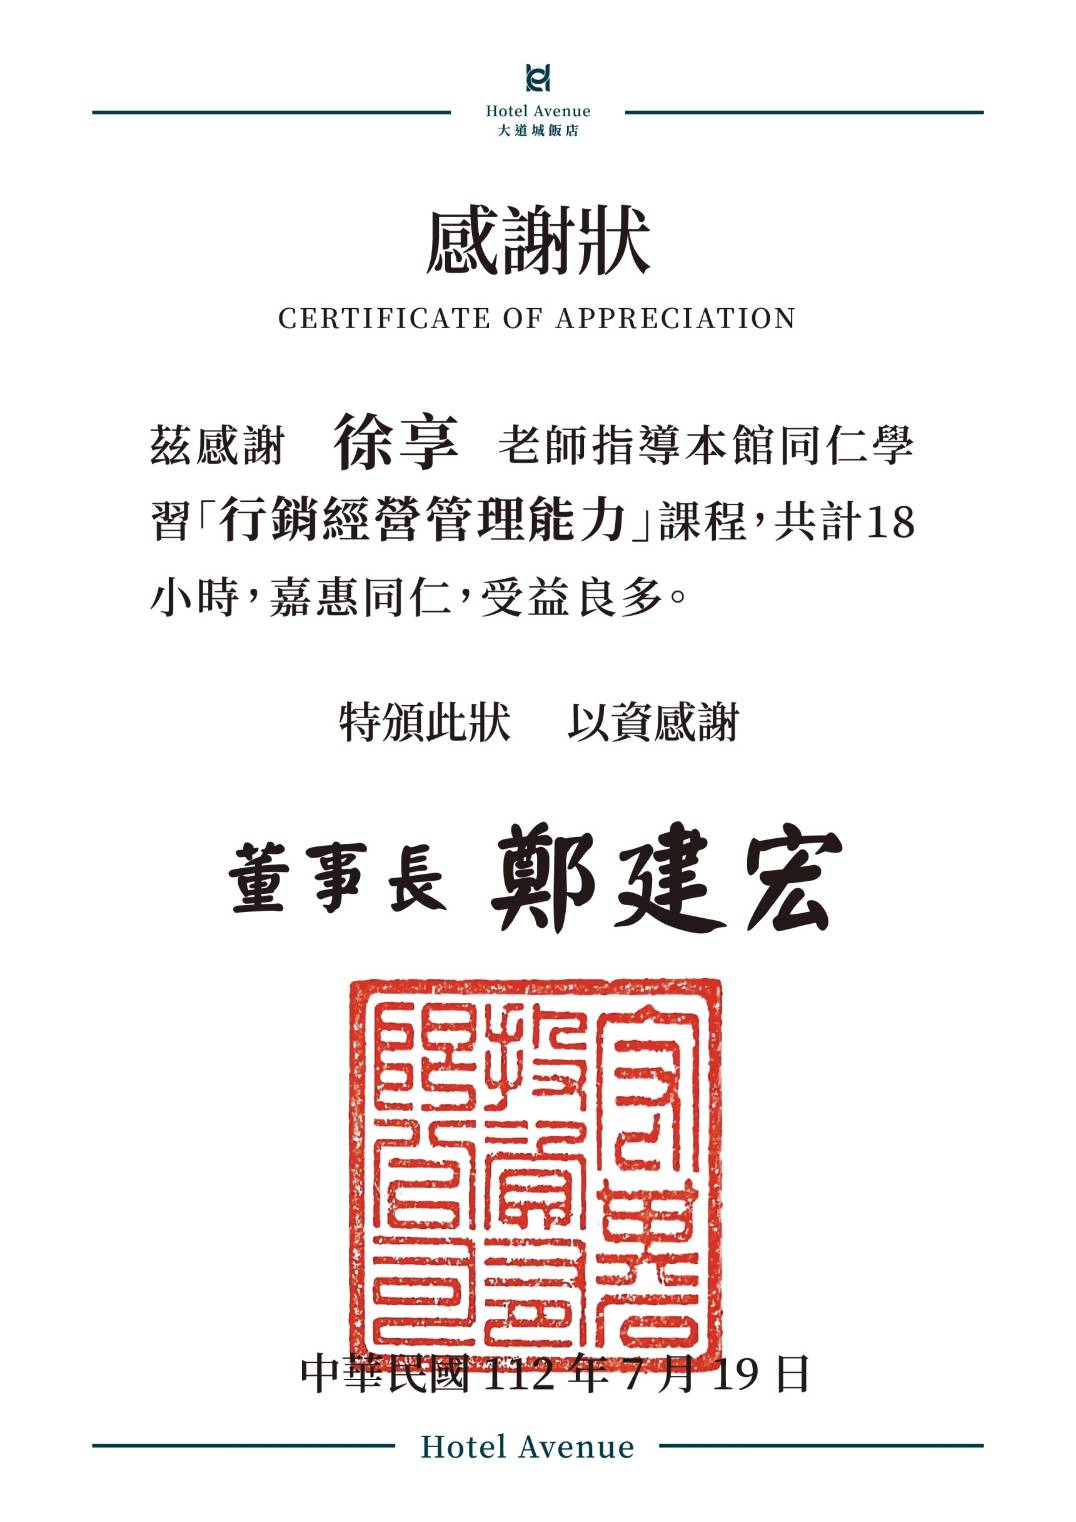 Hotel Avenue
大道城飯店
感謝狀
CERTIFICATE OF APPRECIATION
茲感謝 徐享 老師指導本館同仁學
習「行銷經營管理能力」課程，共計18
小時，嘉惠同仁，受益良多。
特頒此狀 以資感謝
董事長 鄭建宏
中華民國 112 年 7 月 19 日
Hotel Avenue